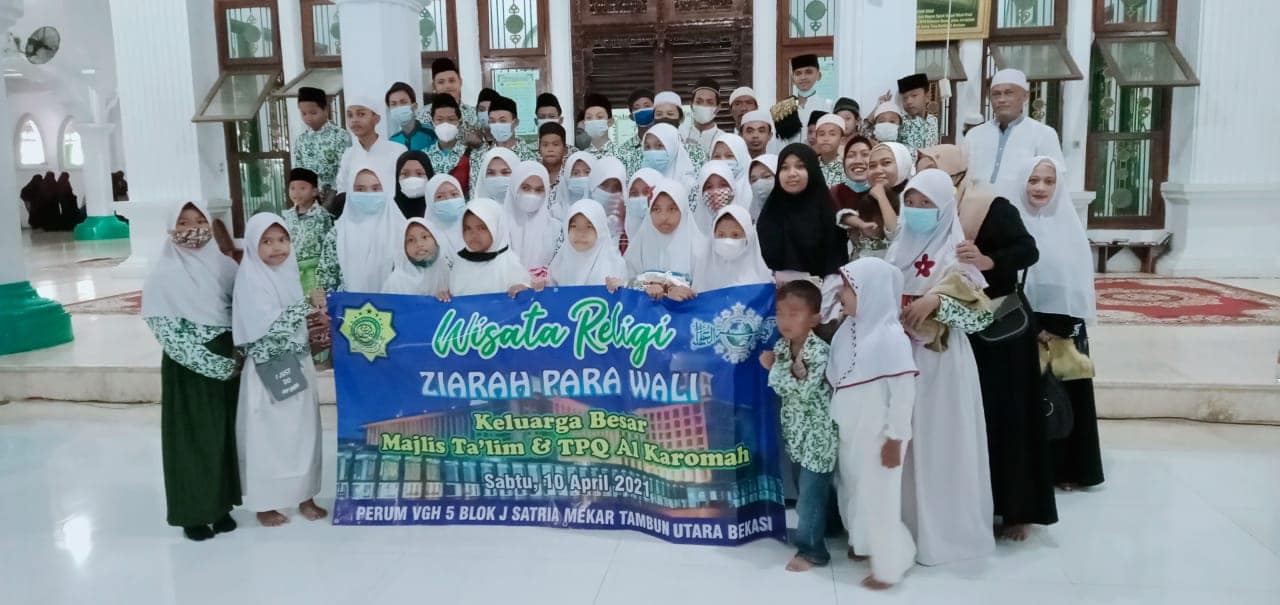 Wisata Religi
ZIARAH PARA WALI
Keluarga Besar
Majlis Ta'lim & TPQ Al Karomah
Sabtu, 10 April 2021
PERUM VGH 5 BLOK J SATRIA MEKAR TAMBUN UTARA BEKASI
I JUST